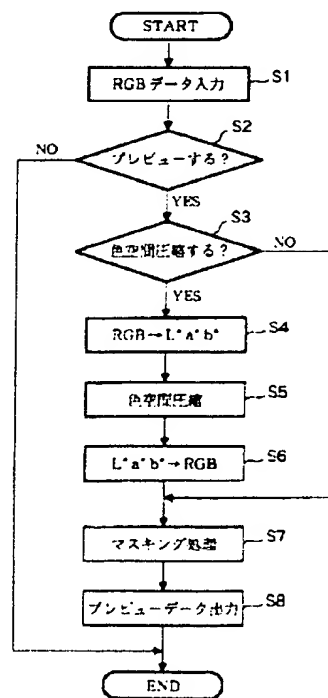 START
RGBデータ入力 S1
S2
プレビューする?
NO
YES
S3
色空間圧縮する?
NO
YES
RGB→L*a*b* S4
色空間圧縮 S5
L*a*b*→RGB S6
マスキング処理 S7
プレビューデータ出力 S8
END